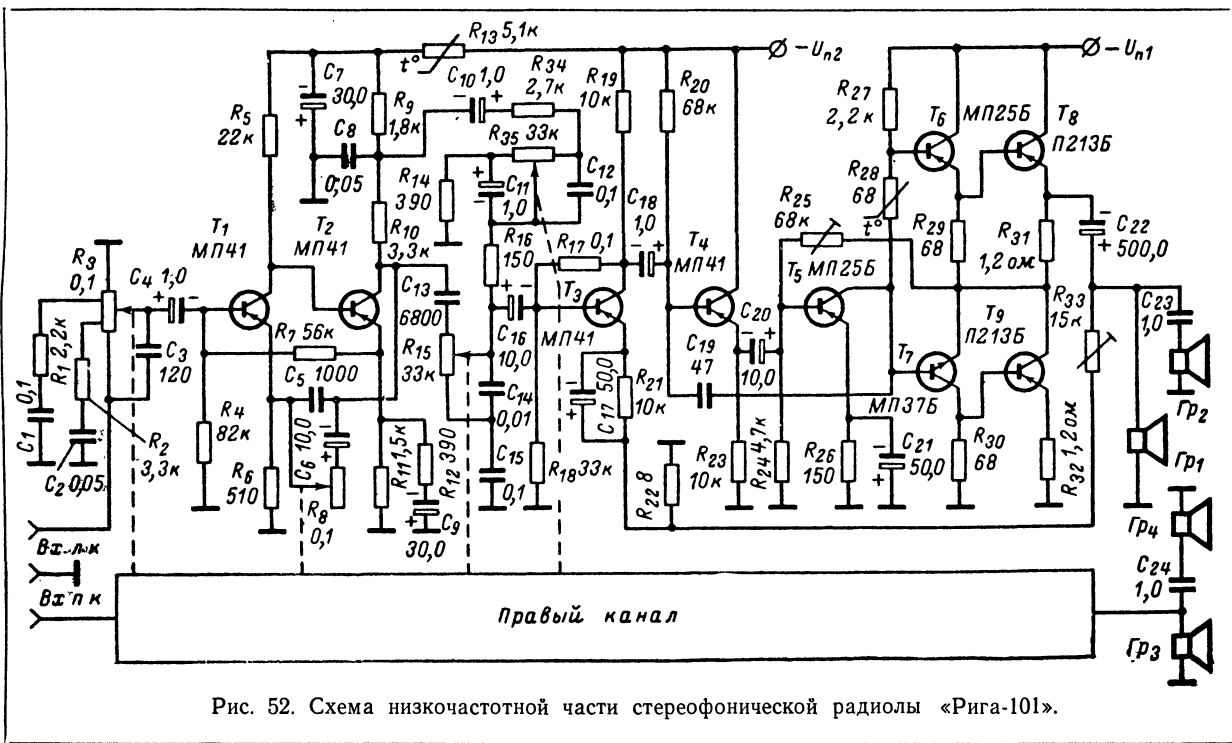 R13 5,1к
t°
− Uп2
− Uп1
C7
30,0
R9
1,8к
C10 1,0
R34
2,7к
R19
10к
R20
68к
R27
2,2к
T6
МП25Б
T8
П213Б
R5
22к
C8
0,05
R35 33к
R14
390
C11
1,0
C12
0,1
C18
1,0
R28
68
t°
R25
68к
C22
500,0
T1
МП41
T2
МП41
R10
3,3к
R16
150
R17 0,1
T4
МП41
T5 МП25Б
R29
68
R31
1,2 ом
R3
0,1
C4 1,0
C13
6800
T3
МП41
R33
15к
C23
1,0
R7 56к
R15
33к
C16
10,0
C19
47
C20
10,0
T9
П213Б
T7
МП37Б
C3
120
C5 1000
C14
0,01
R21
10к
C17 50,0
Гр2
R1 2,2к
C1 0,1
R4
82к
R2
3,3к
C2 0,05
R6
510
C6 10,0
R8
0,1
R11 1,5к
R12 390
C9
30,0
C15
0,1
R18 33к
R22 8
R23
10к
R24 4,7к
R26
150
C21
50,0
R30
68
R32 1,2 ом
Гр1
Гр4
C24
1,0
Гр3
Вх. л.к
Вх п к
Правый канал
Рис. 52. Схема низкочастотной части стереофонической радиолы «Рига-101».